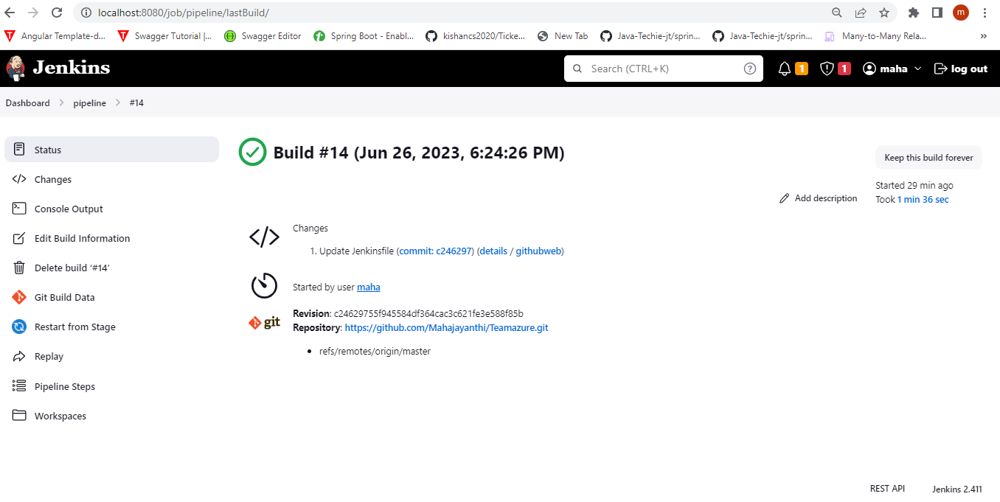 localhost:8080/job/pipeline/lastBuild/
m
Angular Template-d... Swagger Tutorial |... Swagger Editor Spring Boot - Enabl... kishancs2020/Ticke... New Tab Java-Techie-jt/sprin... Java-Techie-jt/sprin... Many-to-Many Rela... »
Jenkins Search (CTRL+K) ? 1 1 maha log out
Dashboard pipeline #14
Status
Changes
Console Output
Edit Build Information
Delete build ‘#14’
Git Build Data
Restart from Stage
Replay
Pipeline Steps
Workspaces
Build #14 (Jun 26, 2023, 6:24:26 PM)
Keep this build forever
Started 29 min ago
Took 1 min 36 sec
Add description
Changes
1. Update Jenkinsfile (commit: c246297) (details / githubweb)
Started by user maha
git
Revision: c24629755f945584df364cac3c621fe3e588f85b
Repository: https://github.com/Mahajayanthi/Teamazure.git
• refs/remotes/origin/master
REST API Jenkins 2.411